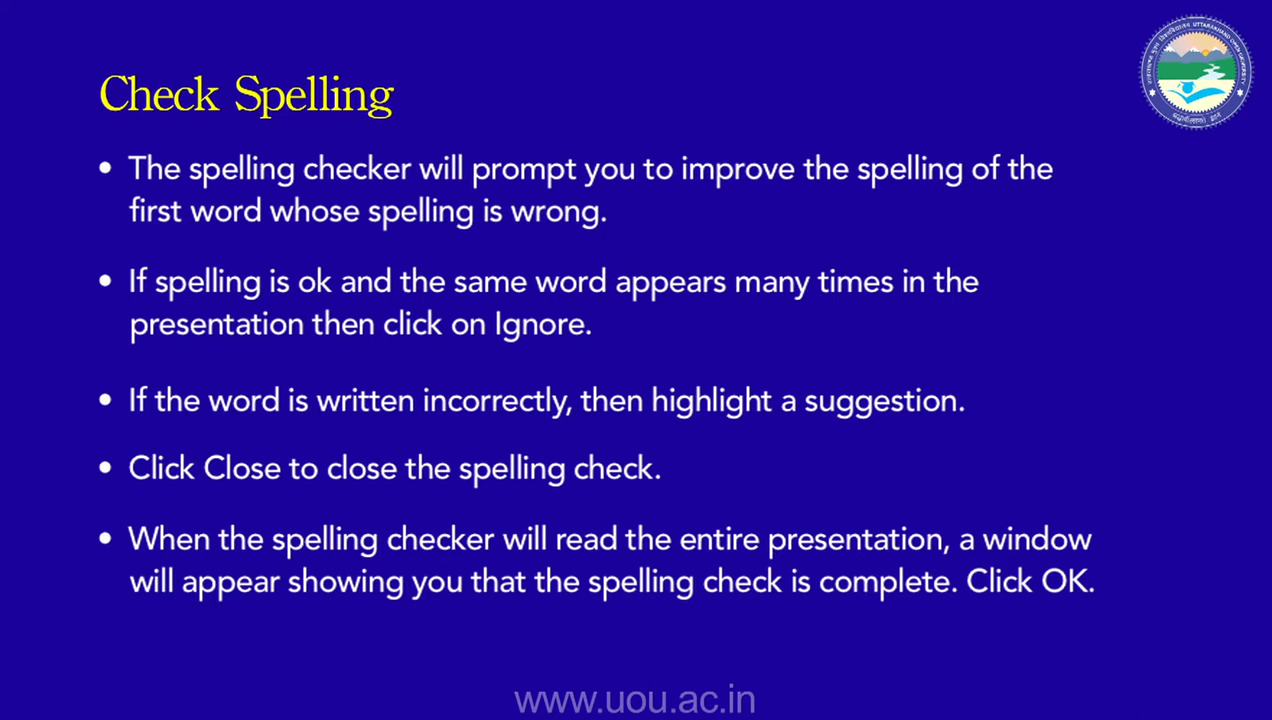 Check Spelling
• The spelling checker will prompt you to improve the spelling of the
first word whose spelling is wrong.
• If spelling is ok and the same word appears many times in the
presentation then click on Ignore.
• If the word is written incorrectly, then highlight a suggestion.
• Click Close to close the spelling check.
• When the spelling checker will read the entire presentation, a window
will appear showing you that the spelling check is complete. Click OK.
UTTARAKHAND OPEN UNIVERSITY
www.uou.ac.in